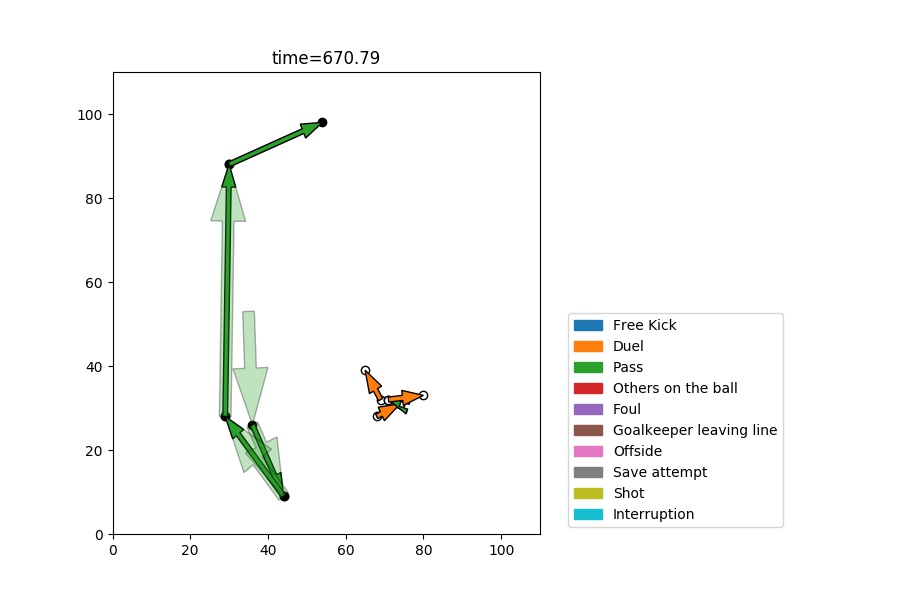 time=670.79
100
80
60
40
20
0
0 20 40 60 80 100
Free Kick
Duel
Pass
Others on the ball
Foul
Goalkeeper leaving line
Offside
Save attempt
Shot
Interruption